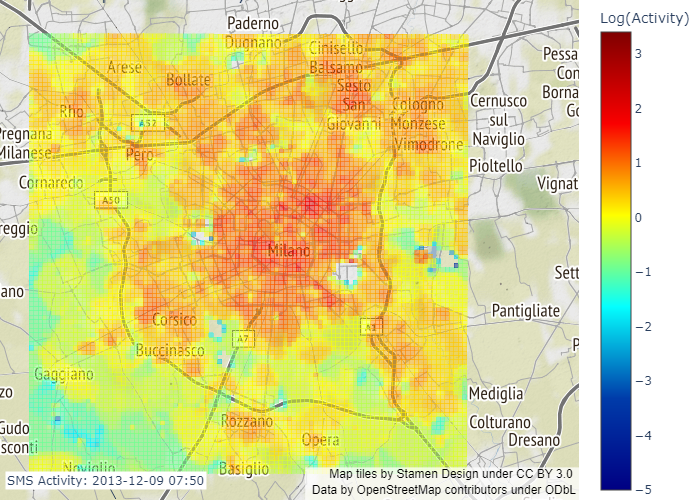 Log(Activity)
Paderno
Dugnano
Cinisello
Balsamo
Arese
Bollate
Sesto
San
Giovanni
Pessa
Con
Borna
Rho
Cologno
Monzese
Cernusco
sul
Naviglio
A52
Pregnana
Milanese
Pero
Vimodrone
Pioltello
Cornaredo
Vignat
A50
reggio
Milano
Sett
ano
Pantigliate
Corsico
Buccinasco
A7
Gaggiano
Mediglia
Rozzano
Colturano
Dresano
Gudo
sconti
Opera
Noviglio
Basiglio
3
2
1
0
−1
−2
−3
−4
−5
SMS Activity: 2013-12-09 07:50
Map tiles by Stamen Design under CC BY 3.0
Data by OpenStreetMap contributors under ODbL